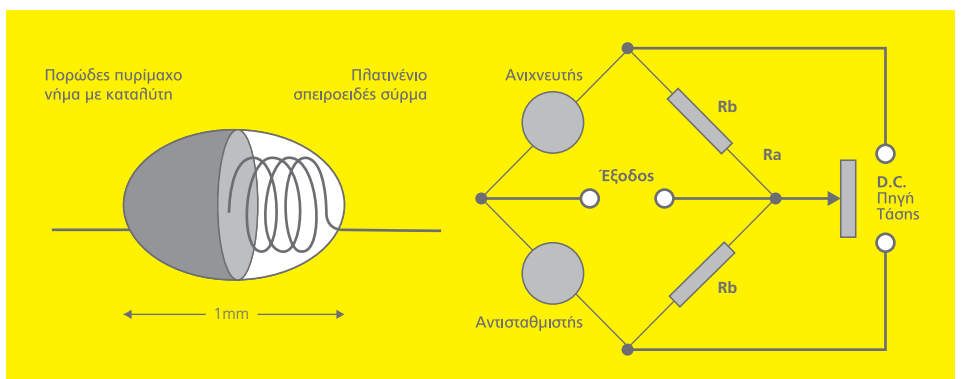 Πορώδες πυρίμαχο
νήμα με καταλύτη
Πλατινένιο
σπειροειδές σύρμα
1mm
Ανιχνευτής
Rb
Ra
Έξοδος
D.C.
Πηγή
Τάσης
Rb
Αντισταθμιστής